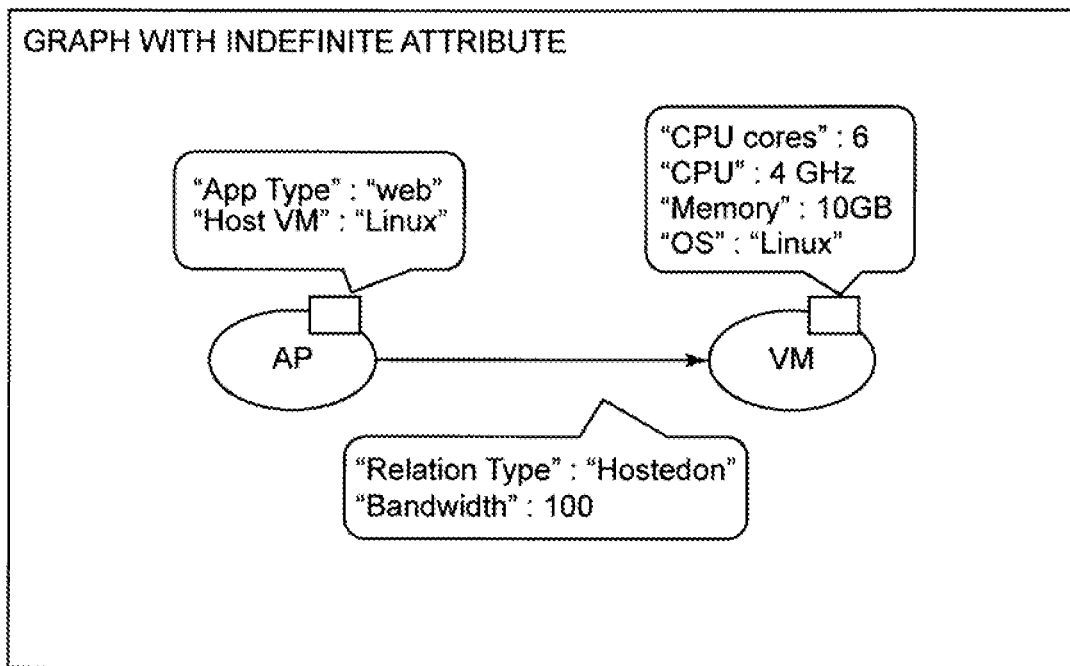 GRAPH WITH INDEFINITE ATTRIBUTE
“App Type” : “web”
“Host VM” : “Linux”
“CPU cores” : 6
“CPU” : 4 GHz
“Memory” : 10GB
“OS” : “Linux”
AP
VM
“Relation Type” : “Hostedon”
“Bandwidth” : 100